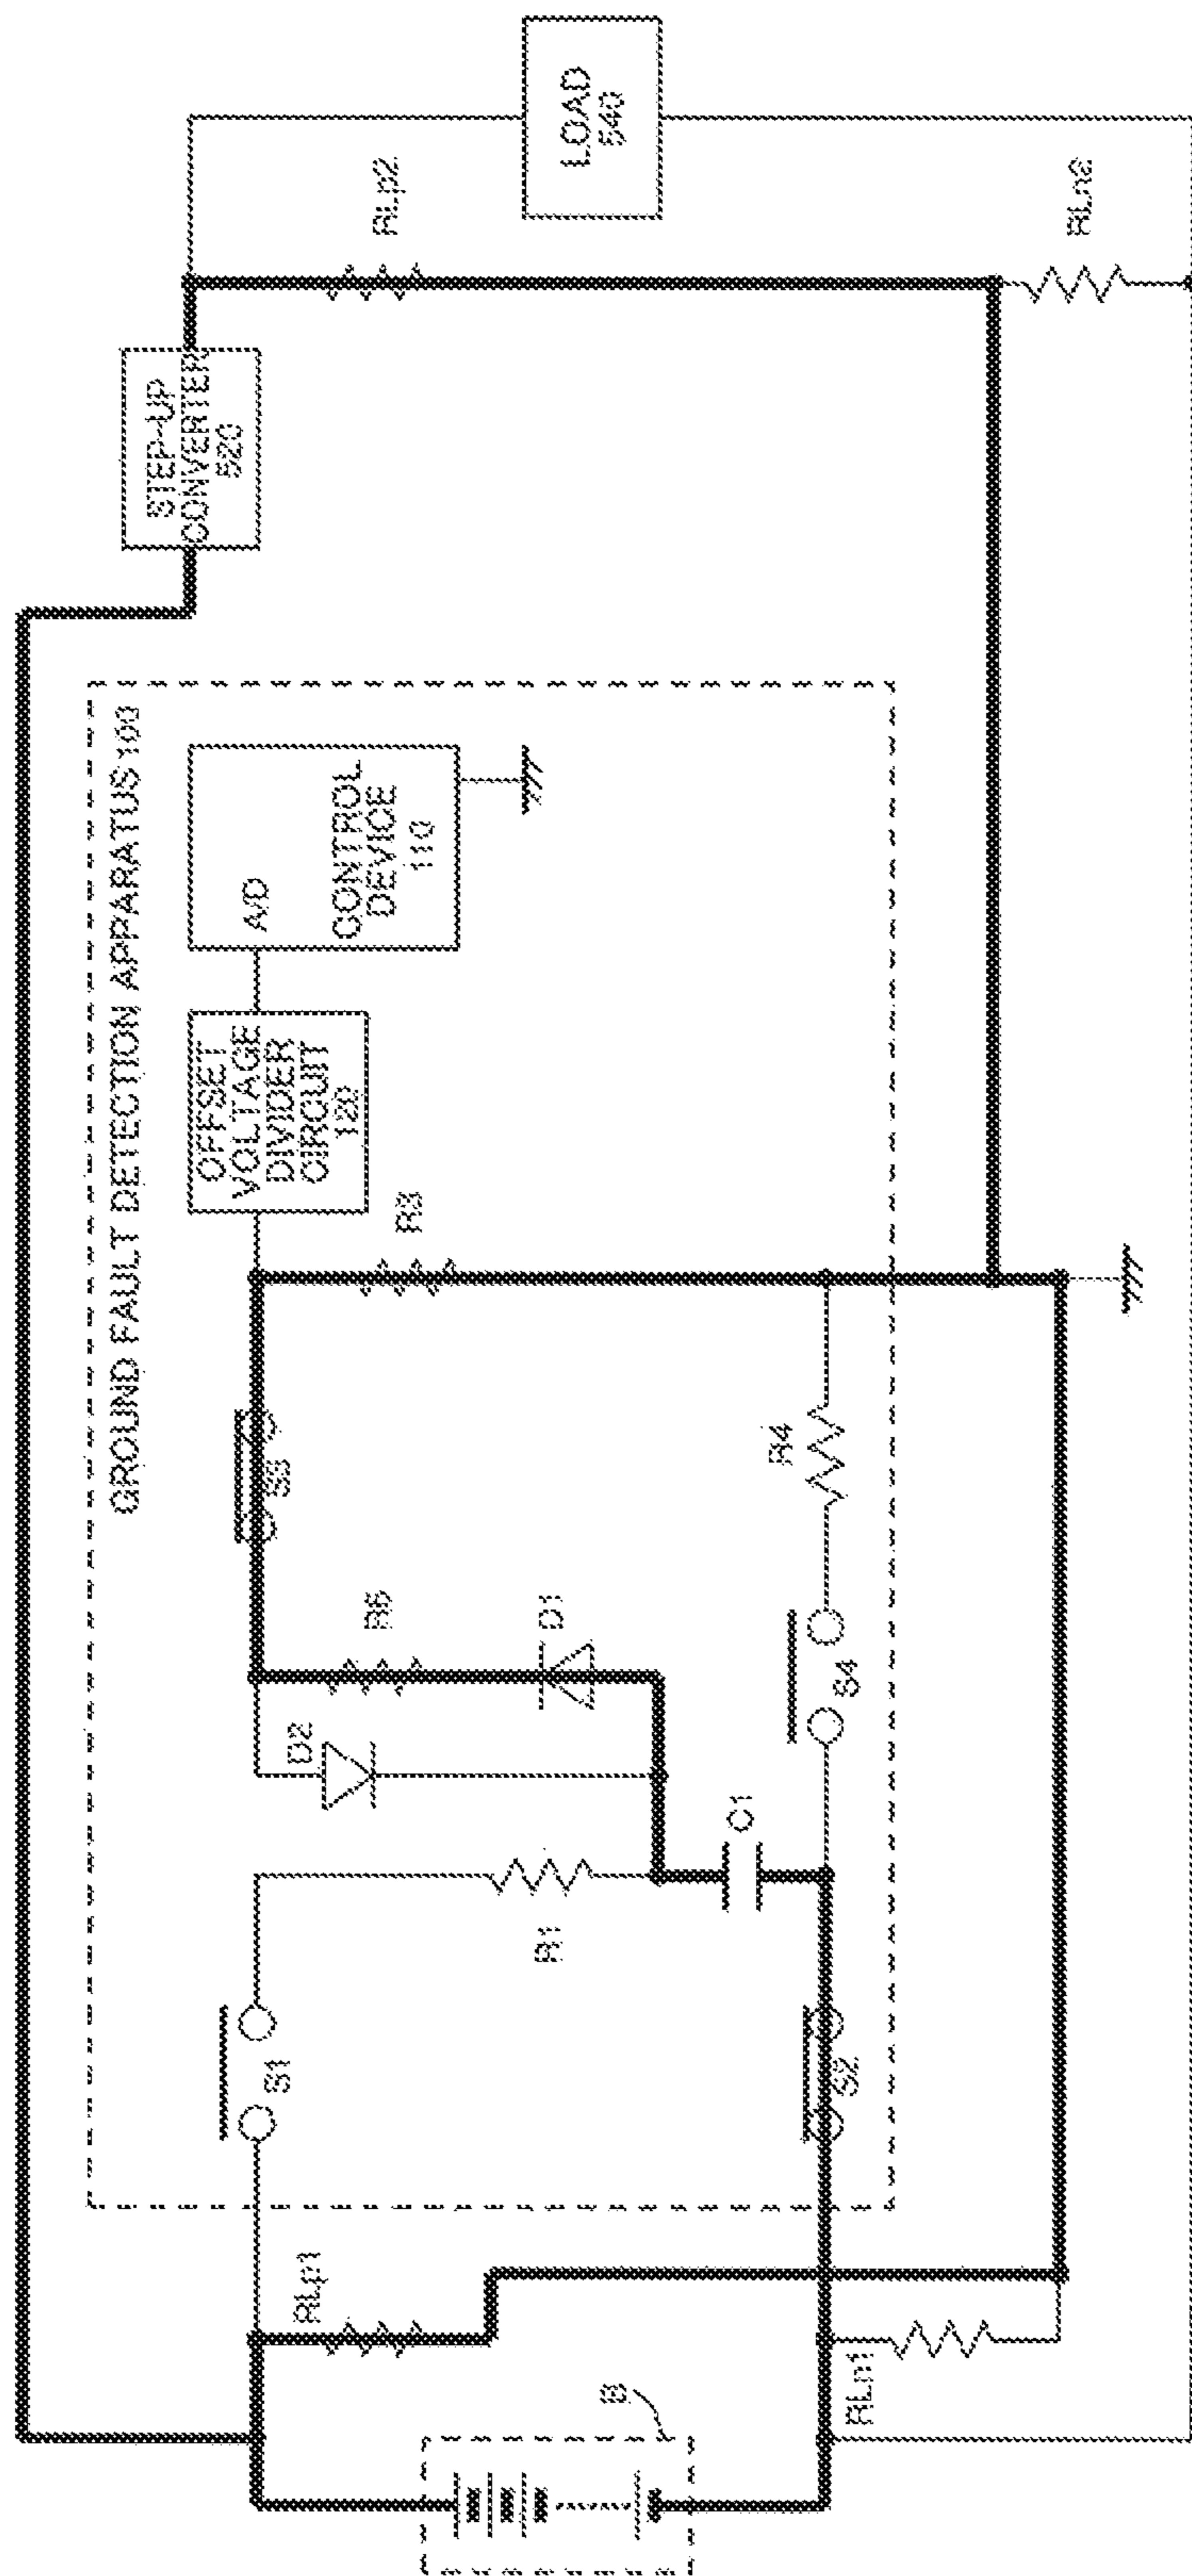 GROUND FAULT DETECTION APPARATUS 100
STEP-UP
CONVERTER
520
LOAD
540
RLp2
RLn2
A/D
CONTROL
DEVICE
110
OFFSET
VOLTAGE
DIVIDER
CIRCUIT
120
R3
R4
R5
D1
D2
S3
S4
C1
R1
S1
S2
RLp1
RLn1
B